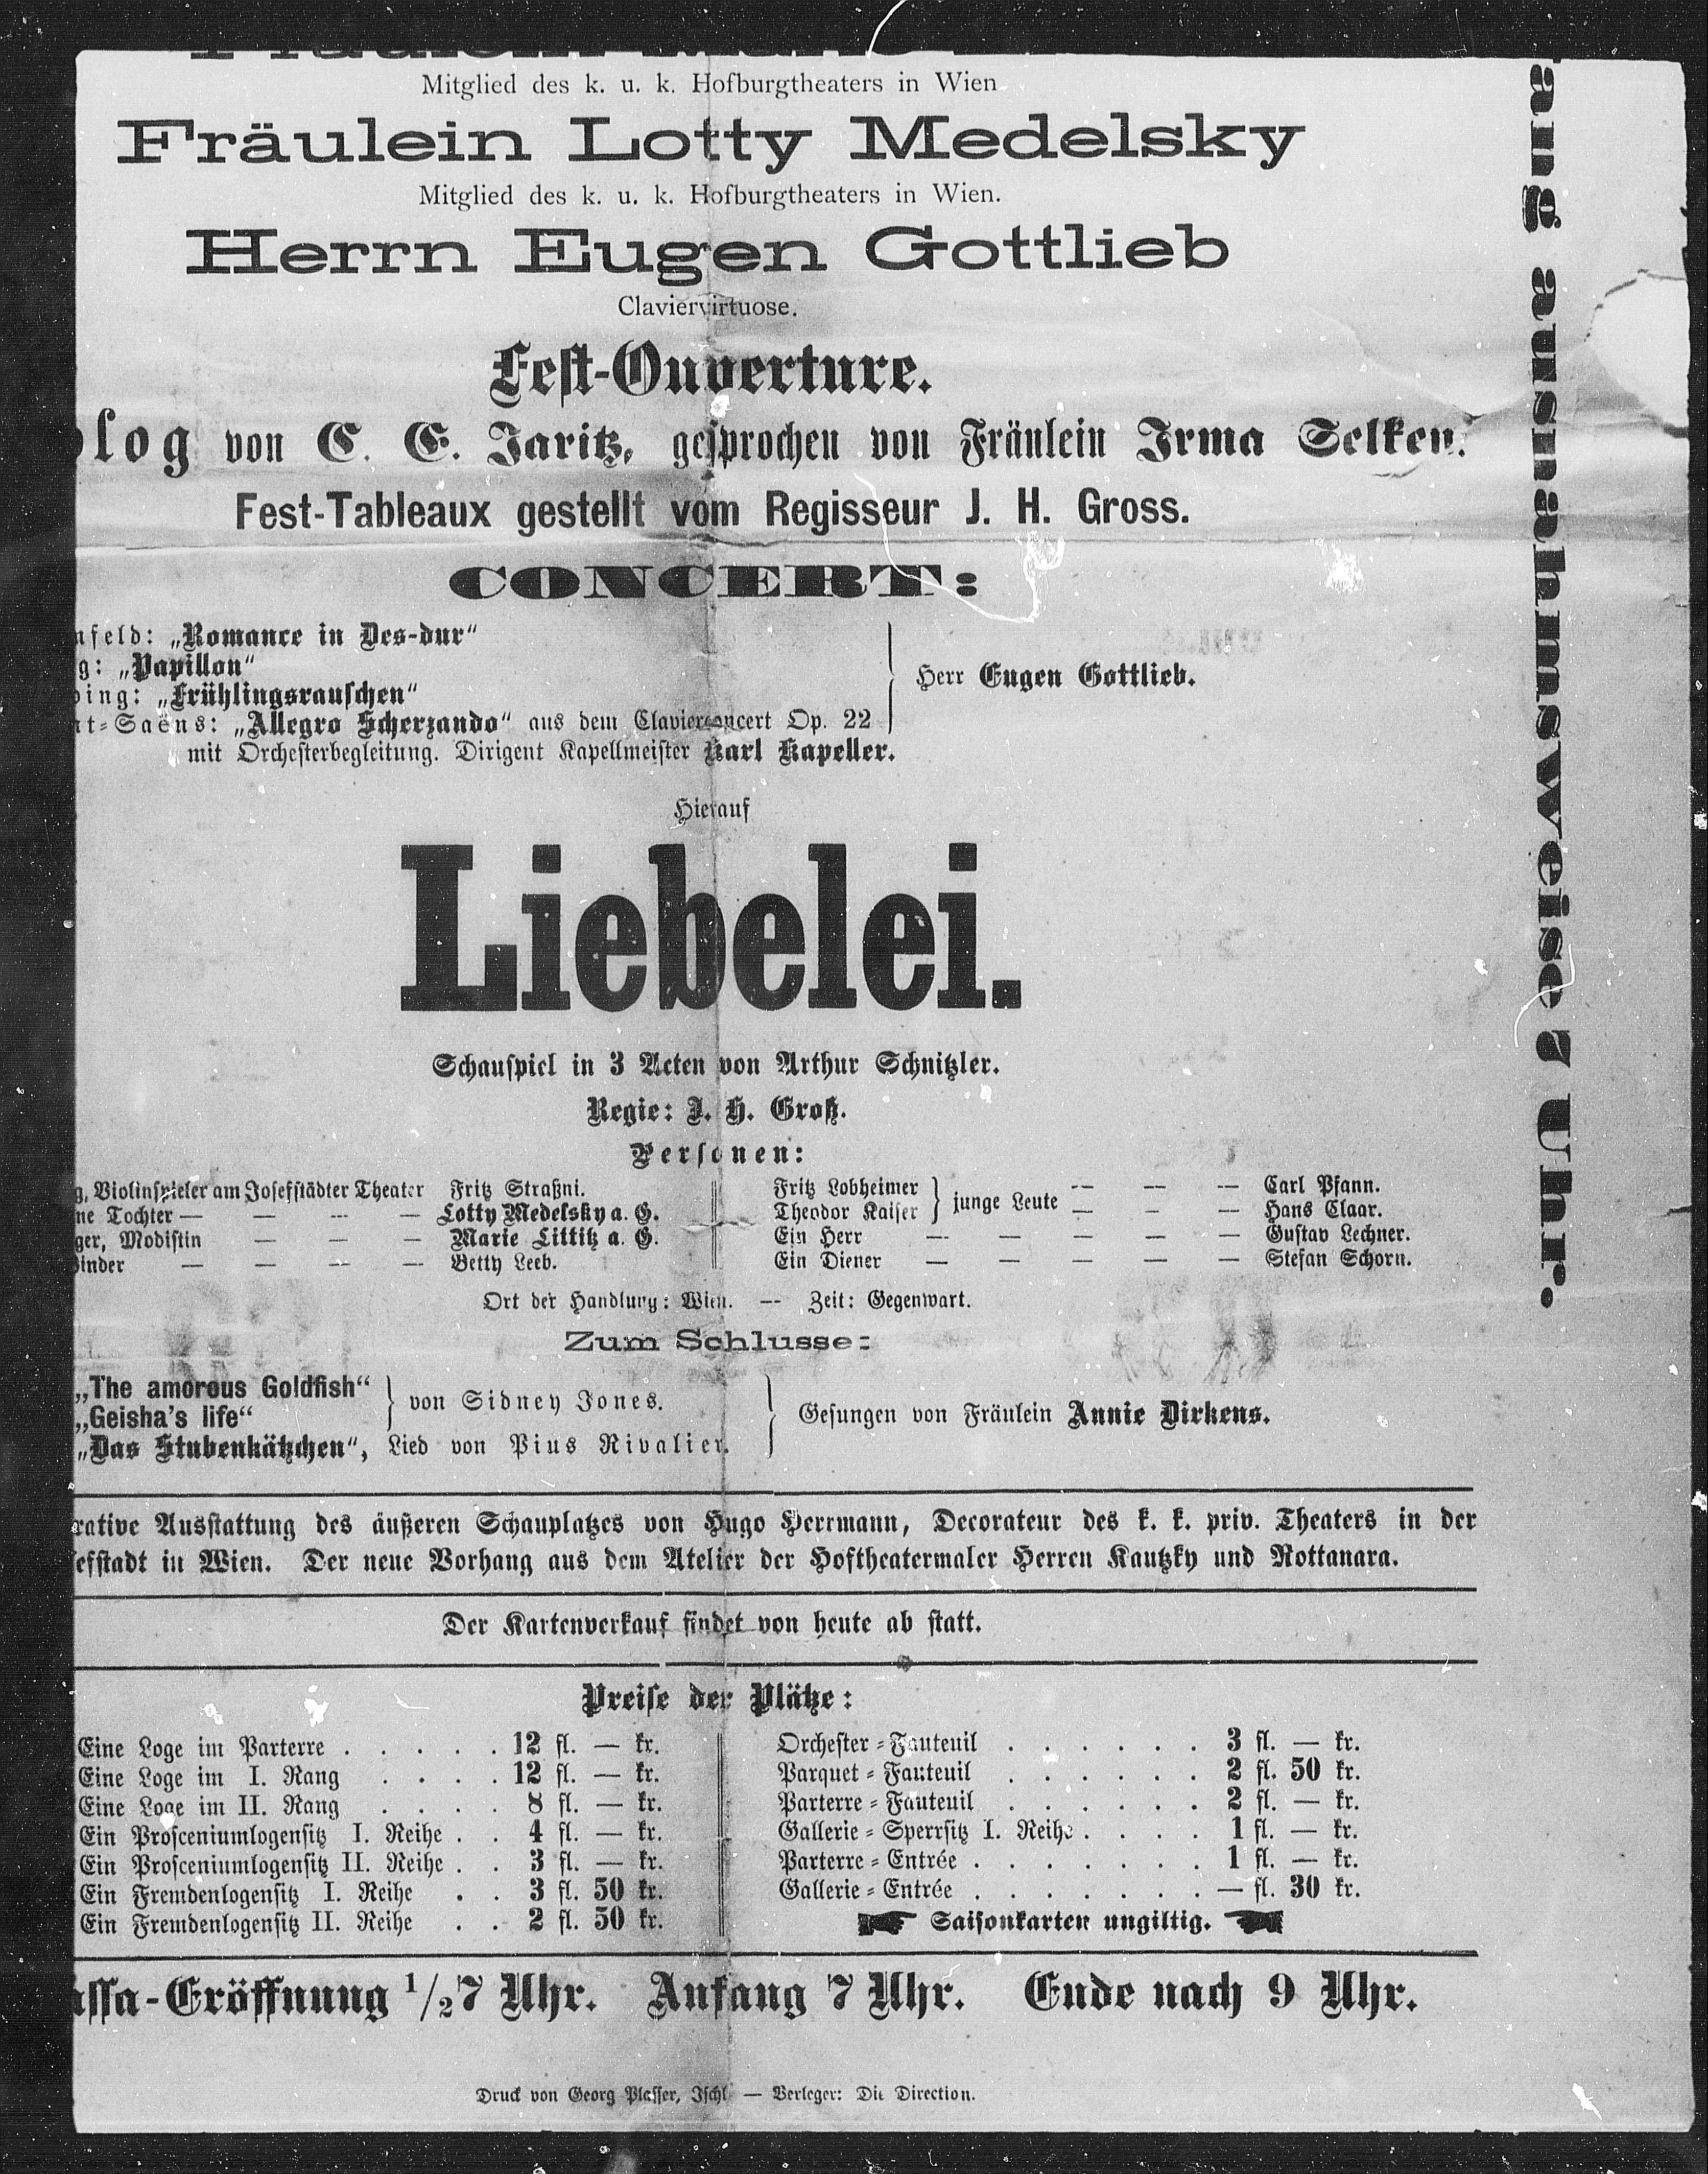 Mitglied des k. u. k. Hofburgtheaters in Wien
Fräulein Lotty Medelsky
Mitglied des k. u. k. Hofburgtheaters in Wien.
Herrn Eugen Gottlieb
Claviervirtuose.
Fest-Ouverture.
log von C. E. Jaritz, gesprochen von Fräulein Irma Selken.
Fest-Tableaux gestellt vom Regisseur J. H. Gross.
CONCERT:
nfeld: „Romance in Des-dur“
g: „Papillon“
ding: „Frühlingsrauschen“
nt-Saëns: „Allegro Scherzando“ aus dem Clavierconcert Op. 22
Herr Eugen Gottlieb.
mit Orchesterbegleitung. Dirigent Kapellmeister Karl Kapeller.
Hierauf
Liebelei.
Schauspiel in 3 Acten von Arthur Schnitzler.
Regie: J. H. Groß.
Personen:
g, Violinspieler am Josefstädter Theater Fritz Straßni.
ne Tochter — — — — Lotty Medelsky a. G.
ger, Modistin — — — Marie Littitz a. G.
Binder — — — — Betty Leeb.
Fritz Lobheimer } junge Leute — — — Carl Pfann.
Theodor Kaiser } — — — Hans Claar.
Ein Herr — — — — — Gustav Lechner.
Ein Diener — — — — — Stefan Schorn.
Ort der Handlung: Wien. — Zeit: Gegenwart.
Zum Schlusse:
„The amorous Goldfish“
„Geisha's life“
von Sidney Jones.
„Das Stubenkätzchen“, Lied von Pius Rivalier.
Gesungen von Fräulein Annie Dirkens.
rative Ausstattung des äußeren Schauplatzes von Hugo Herrmann, Decorateur des k. k. priv. Theaters in der
efstadt in Wien. Der neue Vorhang aus dem Atelier der Hoftheatermaler Herren Kautzky und Rottanara.
Der Kartenverkauf findet von heute ab statt.
Preise der Plätze:
Eine Loge im Parterre . . . . . 12 fl. — kr.
Eine Loge im I. Rang . . . . 12 fl. — kr.
Eine Loge im II. Rang . . . . 8 fl. — kr.
Ein Prosceniumlogensitz I. Reihe . . 4 fl. — kr.
Ein Prosceniumlogensitz II. Reihe . . 3 fl. — kr.
Ein Fremdenlogensitz I. Reihe . . 3 fl. 50 kr.
Ein Fremdenlogensitz II. Reihe . . 2 fl. 50 kr.
Orchester-Fauteuil . . . . . . 3 fl. — kr.
Parquet-Fauteuil . . . . . . 2 fl. 50 kr.
Parterre-Fauteuil . . . . . . 2 fl. — kr.
Gallerie-Sperrsitz I. Reihe . . . . 1 fl. — kr.
Parterre-Entrée . . . . . . . 1 fl. — kr.
Gallerie-Entrée . . . . . . . — fl. 30 kr.
Saisonkarten ungiltig.
assa-Eröffnung 1/2 7 Uhr. Anfang 7 Uhr. Ende nach 9 Uhr.
Druck von Georg Plasser, Ischl — Verleger: Die Direction.
ang ausnahmsweise 7 Uhr.